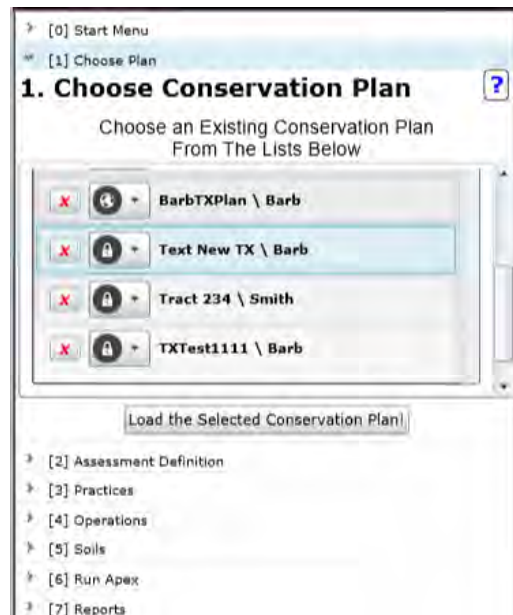 [0] Start Menu
[1] Choose Plan
1. Choose Conservation Plan
?
Choose an Existing Conservation Plan
From The Lists Below
x BarbTXPlan \ Barb
x Text New TX \ Barb
x Tract 234 \ Smith
x TXTest1111 \ Barb
Load the Selected Conservation Plan!
[2] Assessment Definition
[3] Practices
[4] Operations
[5] Soils
[6] Run Apex
[7] Reports